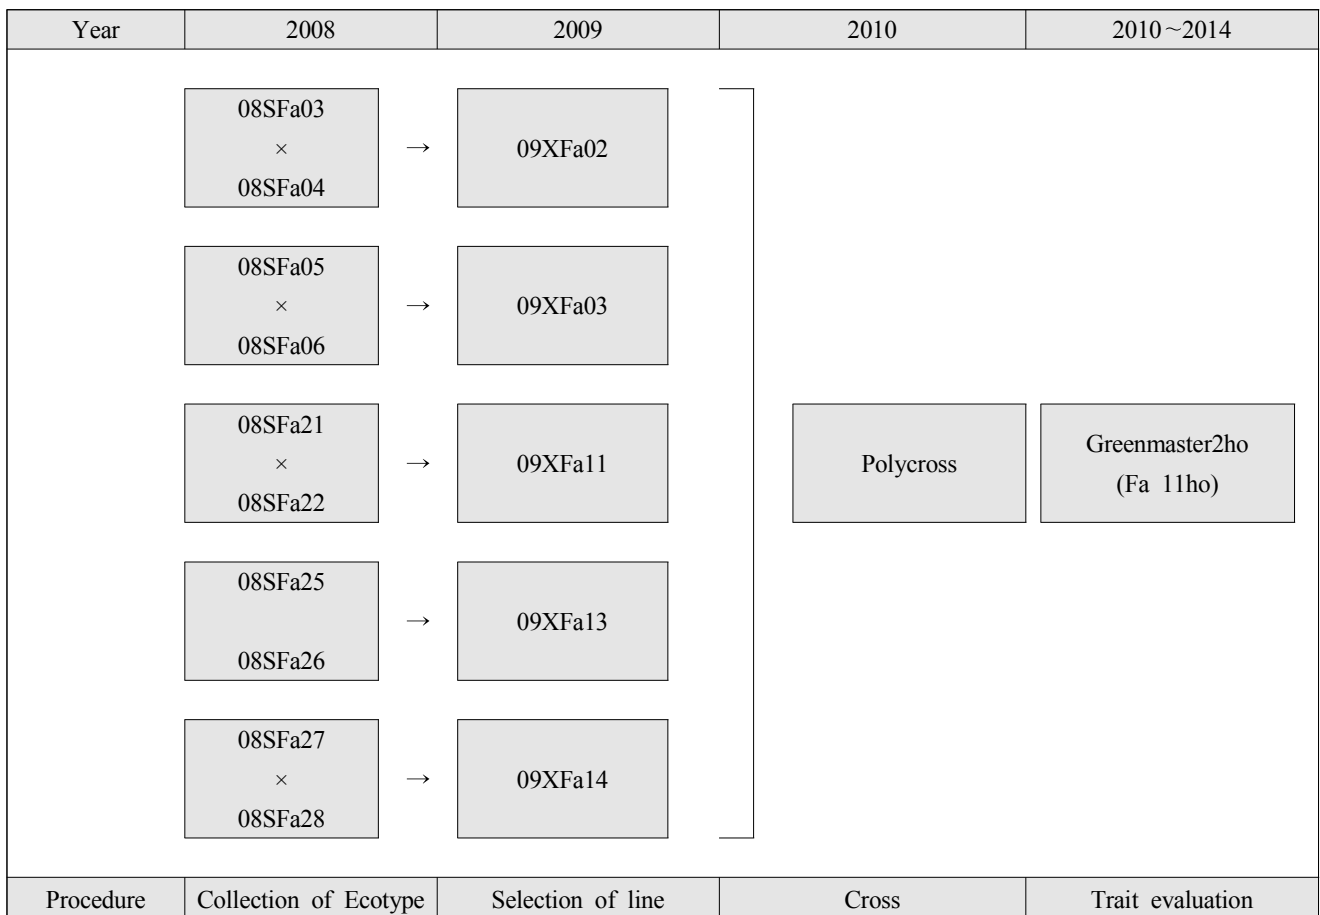 Year 2008 2009 2010 2010~2014
08SFa03
×
08SFa04
→ 09XFa02
08SFa05
×
08SFa06
→ 09XFa03
08SFa21
×
08SFa22
→ 09XFa11
08SFa25
08SFa26
→ 09XFa13
08SFa27
×
08SFa28
→ 09XFa14
Polycross
Greenmaster2ho
(Fa 11ho)
Procedure Collection of Ecotype Selection of line Cross Trait evaluation